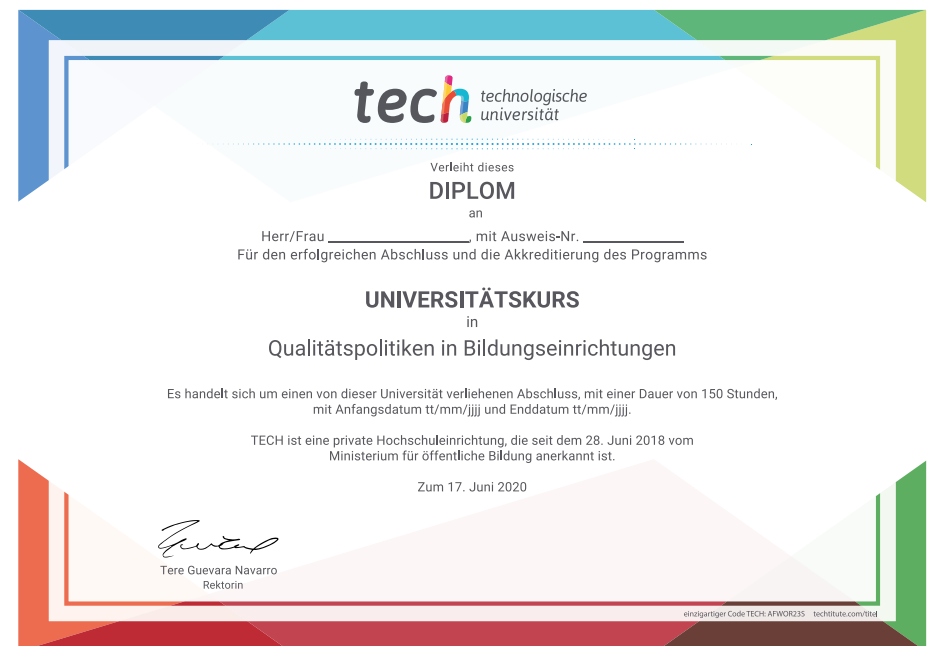 tech technologische
universität
Verleiht dieses
DIPLOM
an
Herr/Frau ____________________, mit Ausweis-Nr. ______________
Für den erfolgreichen Abschluss und die Akkreditierung des Programms
UNIVERSITÄTSKURS
in
Qualitätspolitiken in Bildungseinrichtungen
Es handelt sich um einen von dieser Universität verliehenen Abschluss, mit einer Dauer von 150 Stunden,
mit Anfangsdatum tt/mm/jjjj und Enddatum tt/mm/jjjj.
TECH ist eine private Hochschuleinrichtung, die seit dem 28. Juni 2018 vom
Ministerium für öffentliche Bildung anerkannt ist.
Zum 17. Juni 2020
Tere Guevara Navarro
Rektorin
einzigartiger Code TECH: AFWOR23S techtitute.com/titel